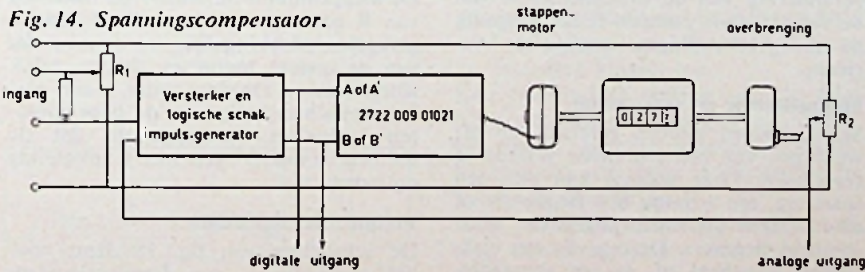 Fig. 14. Spanningscompensator.
stappen-
motor
overbrenging
R1
ingang
Versterker en
logische schak.
impuls-generator
A of A'
2722 009 01021
B of B'
0 2 7 7
R2
digitale uitgang
analoge uitgang